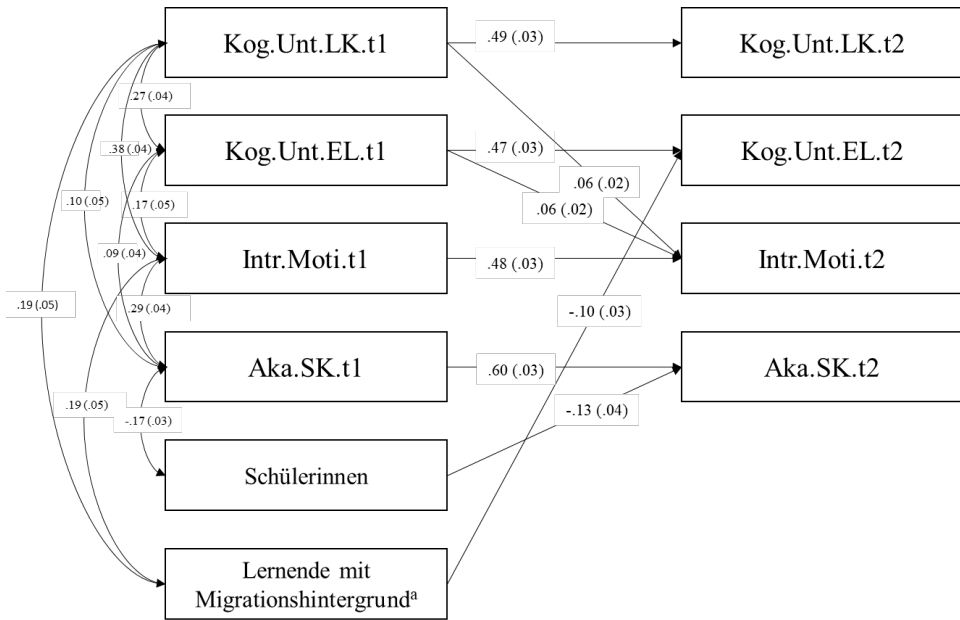 Kog.Unt.LK.t1
.49 (.03)
Kog.Unt.LK.t2
.27 (.04)
.38 (.04)
Kog.Unt.EL.t1
.47 (.03)
Kog.Unt.EL.t2
.06 (.02)
.10 (.05)
.17 (.05)
.06 (.02)
.09 (.04)
Intr.Moti.t1
.48 (.03)
Intr.Moti.t2
.19 (.05)
.29 (.04)
-.10 (.03)
Aka.SK.t1
.60 (.03)
Aka.SK.t2
.19 (.05)
-.17 (.03)
-.13 (.04)
Schülerinnen
Lernende mit
Migrationshintergrundᵃ